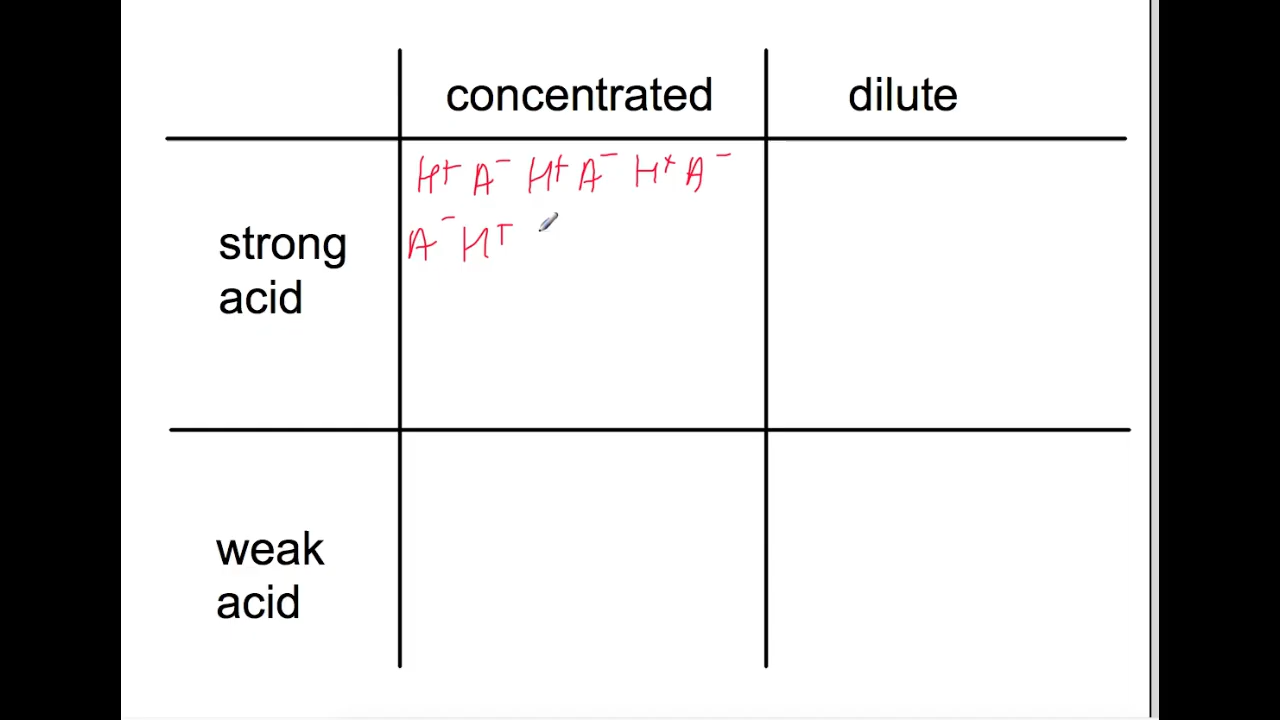 concentrated dilute
H⁺ A⁻ H⁺ A⁻ H⁺ A⁻
A⁻ H⁺
strong
acid
weak
acid